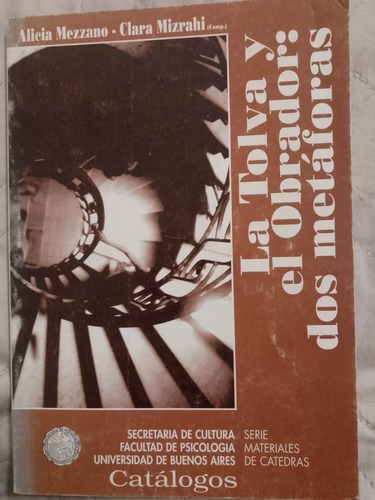 Alicia Mezzano - Clara Mizrahi (Comp.)
La Tolva y
el Obrador:
dos metáforas
SECRETARIA DE CULTURA
FACULTAD DE PSICOLOGIA
UNIVERSIDAD DE BUENOS AIRES
SERIE
MATERIALES
DE CATEDRAS
Catálogos